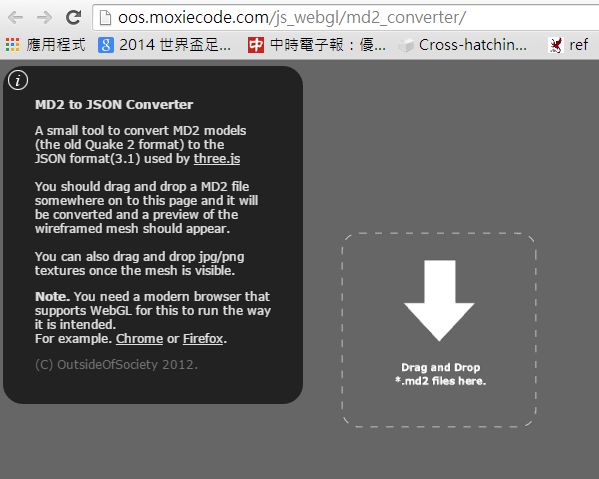 oos.moxiecode.com/js_webgl/md2_converter/
應用程式 2014 世界盃足... 中時電子報：優... Cross-hatchin... ref
MD2 to JSON Converter
A small tool to convert MD2 models
(the old Quake 2 format) to the
JSON format(3.1) used by three.js
You should drag and drop a MD2 file
somewhere on to this page and it will
be converted and a preview of the
wireframed mesh should appear.
You can also drag and drop jpg/png
textures once the mesh is visible.
Note. You need a modern browser that
supports WebGL for this to run the way
it is intended.
For example. Chrome or Firefox.
(C) OutsideOfSociety 2012.
Drag and Drop
*.md2 files here.